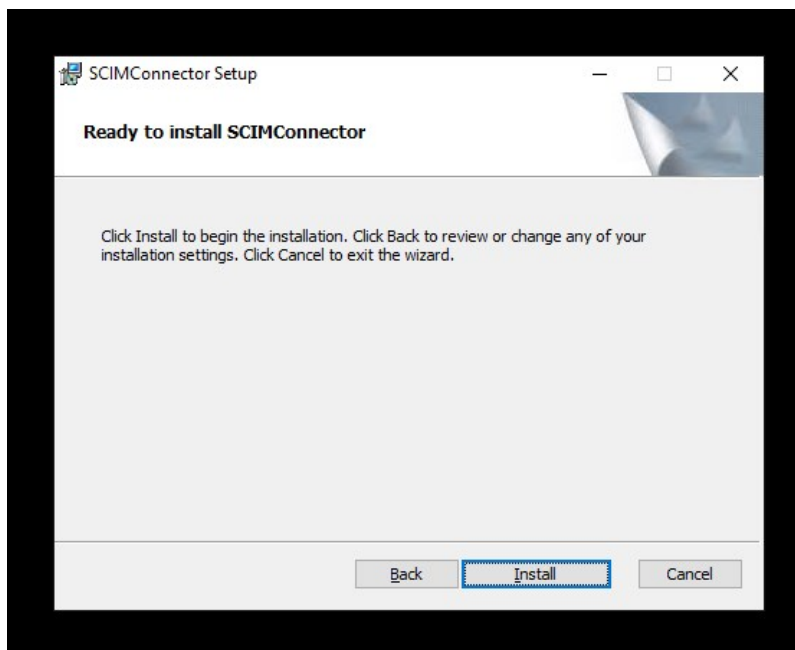 SCIMConnector Setup
Ready to install SCIMConnector
Click Install to begin the installation. Click Back to review or change any of your
installation settings. Click Cancel to exit the wizard.
Back Install Cancel